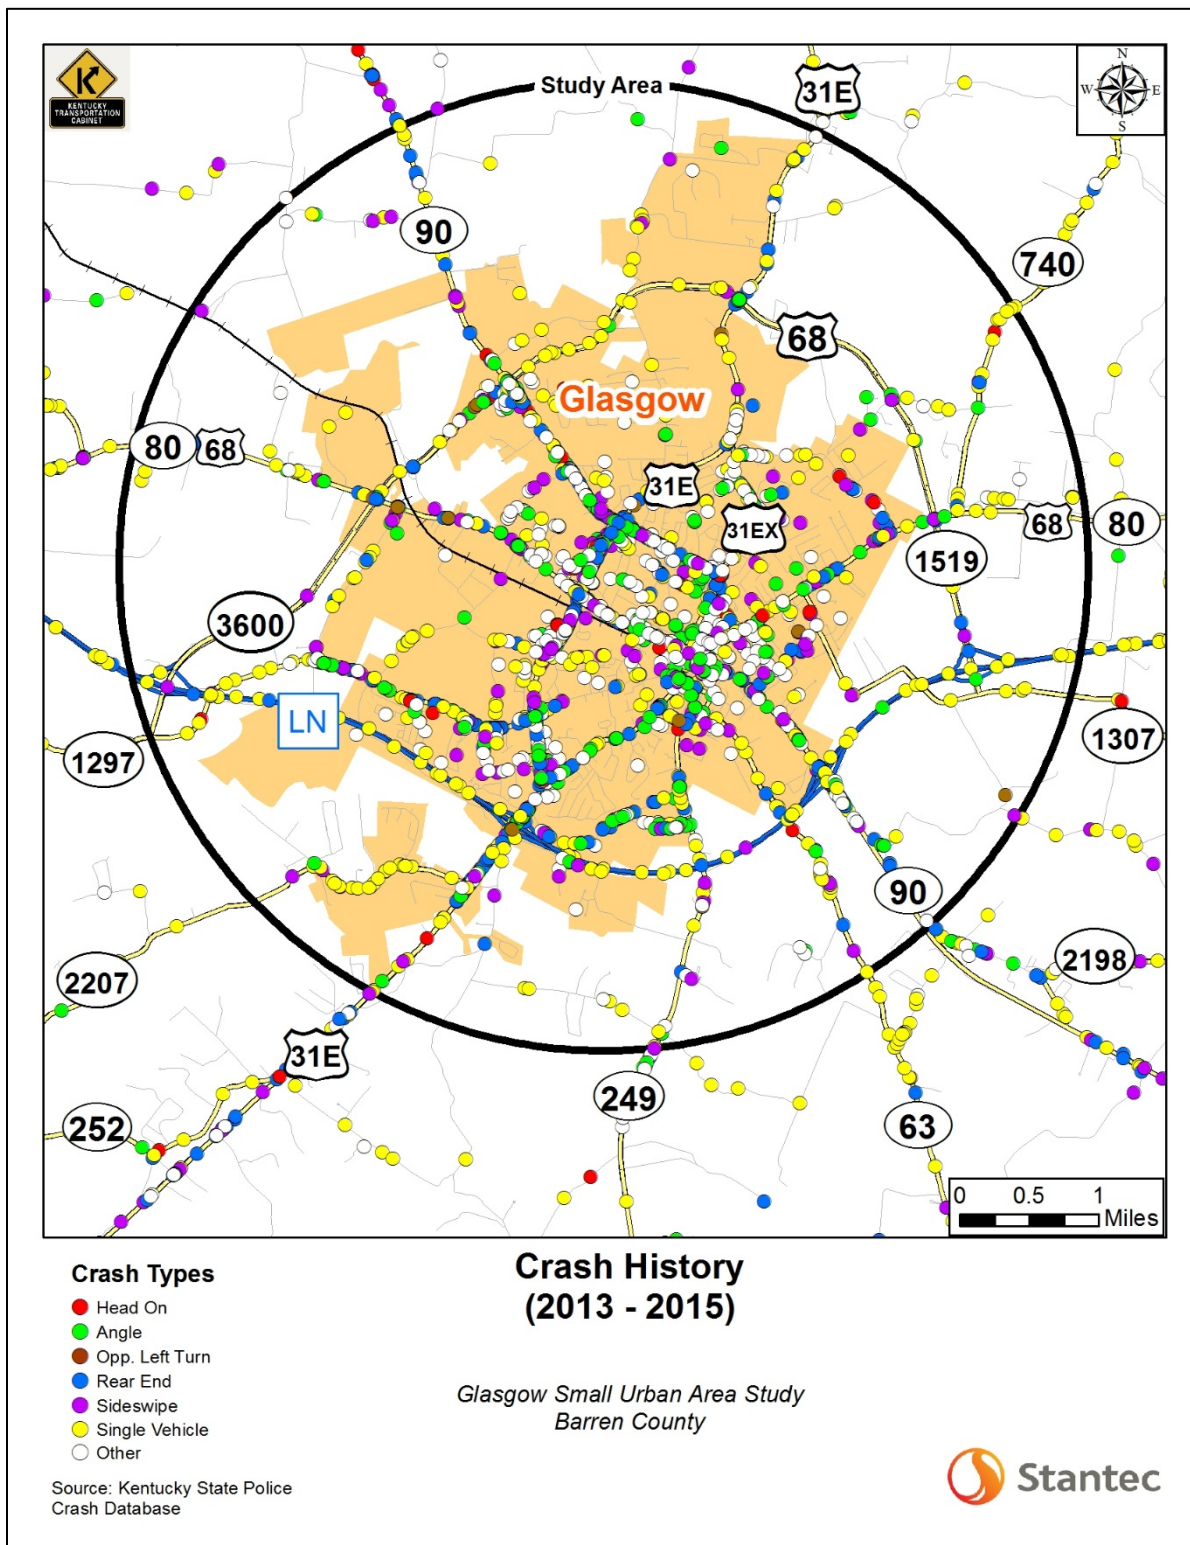 KENTUCKY
TRANSPORTATION
CABINET
Study Area
31E
N
W E
S
90
740
68
Glasgow
80
68
31E
31EX
68
80
1519
3600
LN
1297
1307
90
2198
2207
31E
249
63
252
0 0.5 1
Miles
Crash History
(2013 - 2015)
Crash Types
Head On
Angle
Opp. Left Turn
Rear End
Sideswipe
Single Vehicle
Other
Glasgow Small Urban Area Study
Barren County
Source: Kentucky State Police
Crash Database
Stantec